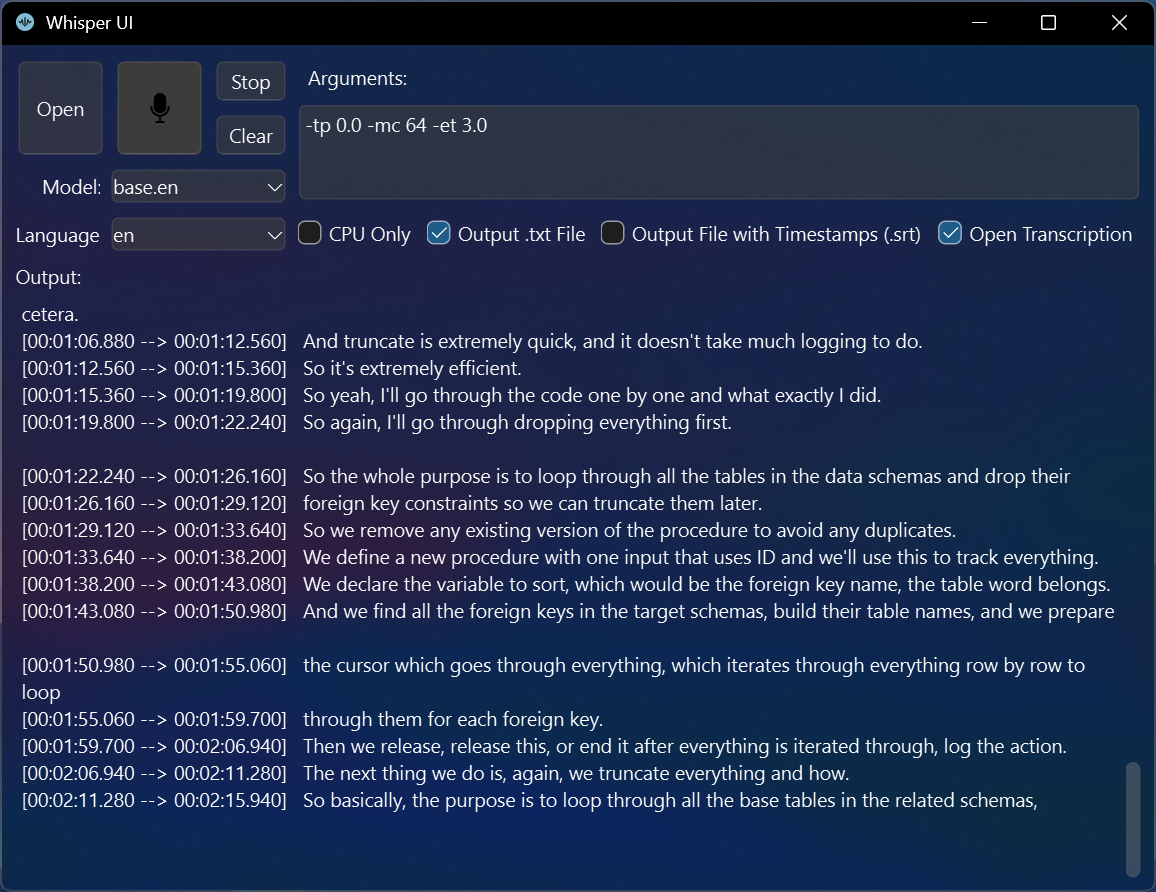 Whisper UI
Open
Stop
Clear
Arguments:
-tp 0.0 -mc 64 -et 3.0
Model: base.en
Language en
CPU Only
Output .txt File
Output File with Timestamps (.srt)
Open Transcription
Output:
cetera.
[00:01:06.880 --> 00:01:12.560] And truncate is extremely quick, and it doesn't take much logging to do.
[00:01:12.560 --> 00:01:15.360] So it's extremely efficient.
[00:01:15.360 --> 00:01:19.800] So yeah, I'll go through the code one by one and what exactly I did.
[00:01:19.800 --> 00:01:22.240] So again, I'll go through dropping everything first.
[00:01:22.240 --> 00:01:26.160] So the whole purpose is to loop through all the tables in the data schemas and drop their
[00:01:26.160 --> 00:01:29.120] foreign key constraints so we can truncate them later.
[00:01:29.120 --> 00:01:33.640] So we remove any existing version of the procedure to avoid any duplicates.
[00:01:33.640 --> 00:01:38.200] We define a new procedure with one input that uses ID and we'll use this to track everything.
[00:01:38.200 --> 00:01:43.080] We declare the variable to sort, which would be the foreign key name, the table word belongs.
[00:01:43.080 --> 00:01:50.980] And we find all the foreign keys in the target schemas, build their table names, and we prepare
[00:01:50.980 --> 00:01:55.060] the cursor which goes through everything, which iterates through everything row by row to
loop
[00:01:55.060 --> 00:01:59.700] through them for each foreign key.
[00:01:59.700 --> 00:02:06.940] Then we release, release this, or end it after everything is iterated through, log the action.
[00:02:06.940 --> 00:02:11.280] The next thing we do is, again, we truncate everything and how.
[00:02:11.280 --> 00:02:15.940] So basically, the purpose is to loop through all the base tables in the related schemas,